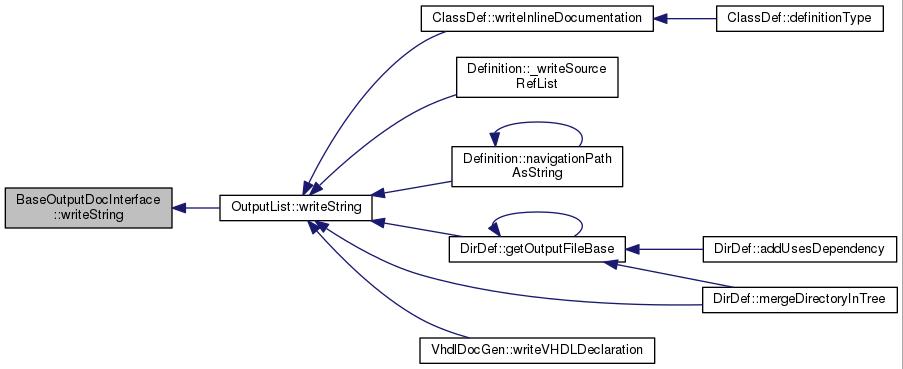 ClassDef::writeInlineDocumentation
ClassDef::definitionType
Definition::_writeSource
RefList
Definition::navigationPath
AsString
BaseOutputDocInterface
::writeString
OutputList::writeString
DirDef::getOutputFileBase
DirDef::addUsesDependency
DirDef::mergeDirectoryInTree
VhdlDocGen::writeVHDLDeclaration